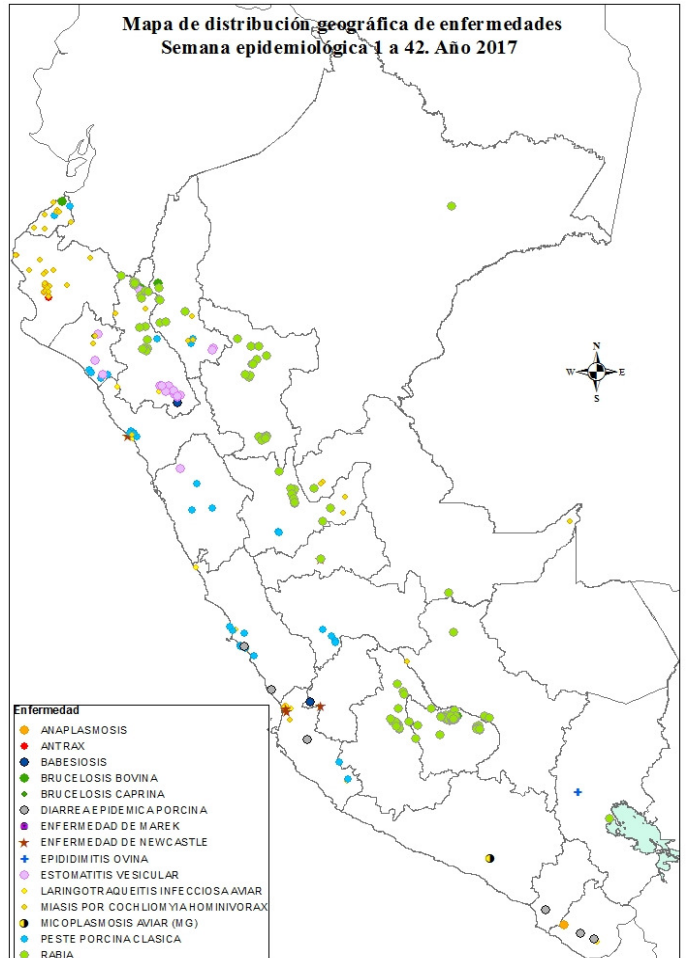 Mapa de distribución geográfica de enfermedades
Semana epidemiológica 1 a 42. Año 2017
N
W E
S
Enfermedad
ANAPLASMOSIS
ANTRAX
BABESIOSIS
BRUCELOSIS BOVINA
BRUCELOSIS CAPRINA
DIARREA EPIDEMICA PORCINA
ENFERMEDAD DE MAREK
ENFERMEDAD DE NEWCASTLE
EPIDIDIMITIS OVINA
ESTOMATITIS VESICULAR
LARINGOTRAQUEITIS INFECCIOSA AVIAR
MIASIS POR COCHLIOMYIA HOMINIVORAX
MICOPLASMOSIS AVIAR (MG)
PESTE PORCINA CLASICA
RABIA